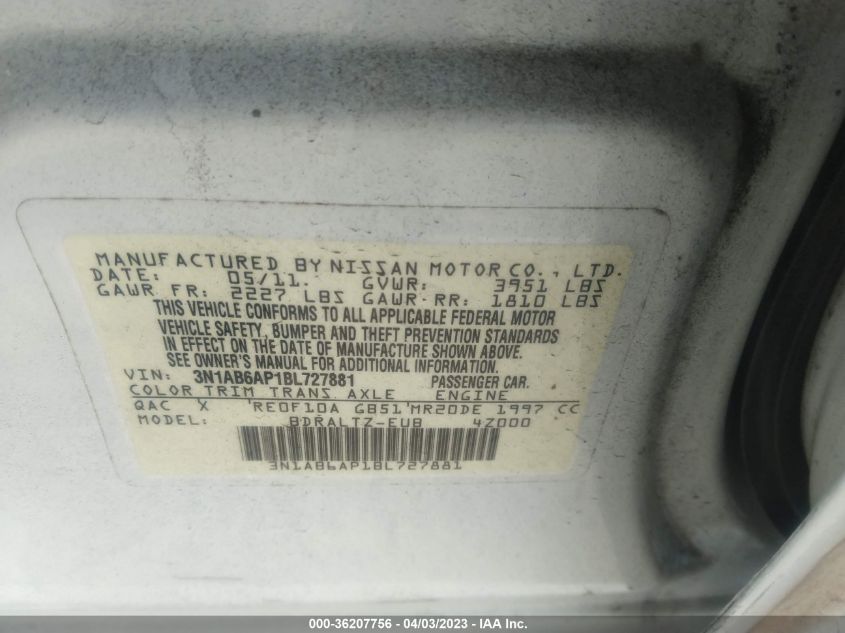 MANUFACTURED BY NISSAN MOTOR CO., LTD.
DATE: 05/11. GVWR: 3951 LBS
GAWR FR: 2227 LBS GAWR RR: 1810 LBS
THIS VEHICLE CONFORMS TO ALL APPLICABLE FEDERAL MOTOR
VEHICLE SAFETY, BUMPER AND THEFT PREVENTION STANDARDS
IN EFFECT ON THE DATE OF MANUFACTURE SHOWN ABOVE.
SEE OWNER'S MANUAL FOR ADDITIONAL INFORMATION.
VIN: 3N1AB6AP1BL727881 PASSENGER CAR.
COLOR TRIM TRANS AXLE ENGINE
QAC X RE0F10A GB51 MR20DE 1997 CC
MODEL: BDRALTZ-EUB 4Z000
3N1AB6AP1BL727881
000-36207756 - 04/03/2023 - IAA Inc.